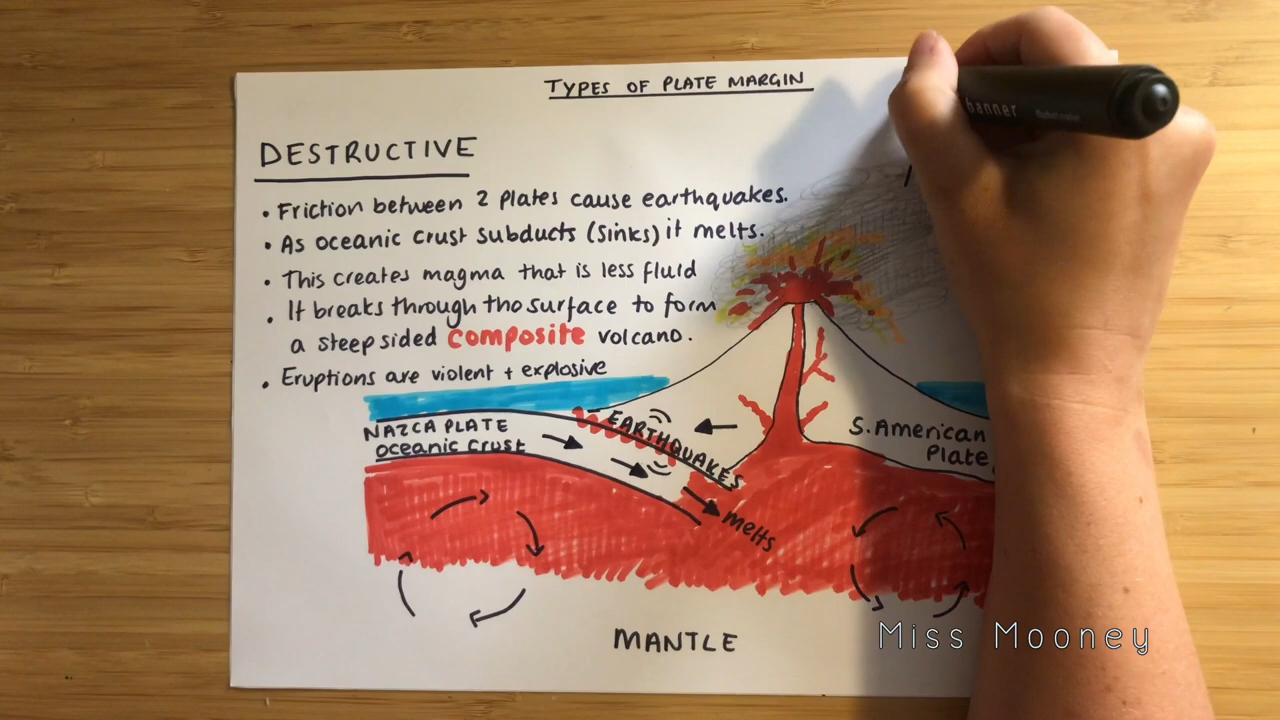 TYPES OF PLATE MARGIN
DESTRUCTIVE
• Friction between 2 plates cause earthquakes.
• As oceanic crust subducts (sinks) it melts.
• This creates magma that is less fluid
• It breaks through the surface to form
a steep sided composite volcano.
• Eruptions are violent + explosive
NAZCA PLATE
oceanic crust
EARTHQUAKES
S. American
Plate
melts
MANTLE
Miss Mooney
banner